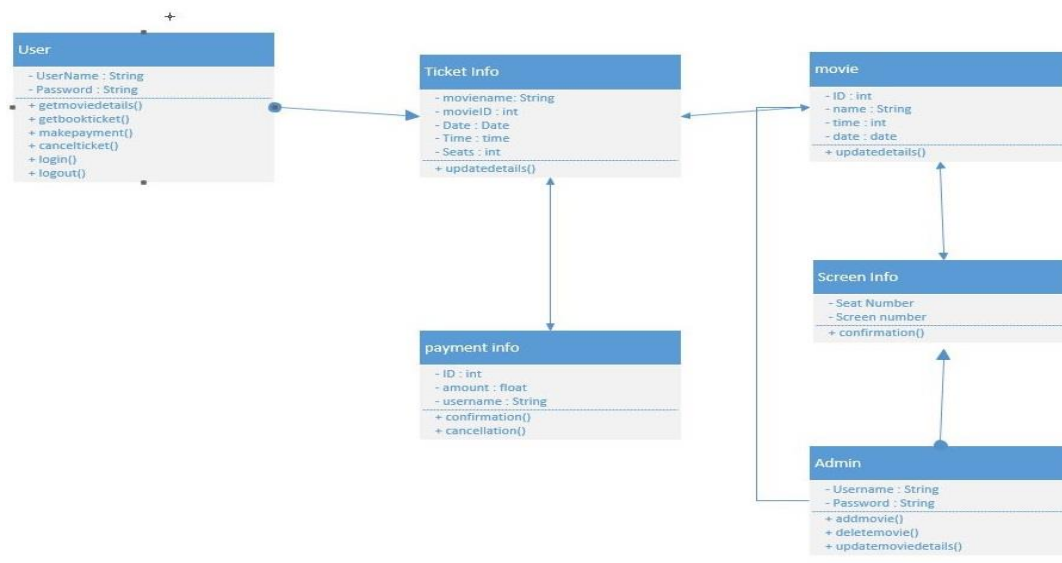 User
- UserName : String
- Password : String
+ getmoviedetails()
+ getbookticket()
+ makepayment()
+ cancelticket()
+ login()
+ logout()
Ticket Info
- moviename: String
- movieID : int
- Date : Date
- Time : time
- Seats : int
+ updatedetails()
movie
- ID : int
- name : String
- time : int
- date : date
+ updatedetails()
Screen Info
- Seat Number
- Screen number
+ confirmation()
payment info
- ID : int
- amount : float
- username : String
+ confirmation()
+ cancellation()
Admin
- Username : String
- Password : String
+ addmovie()
+ deletemovie()
+ updatemoviedetails()